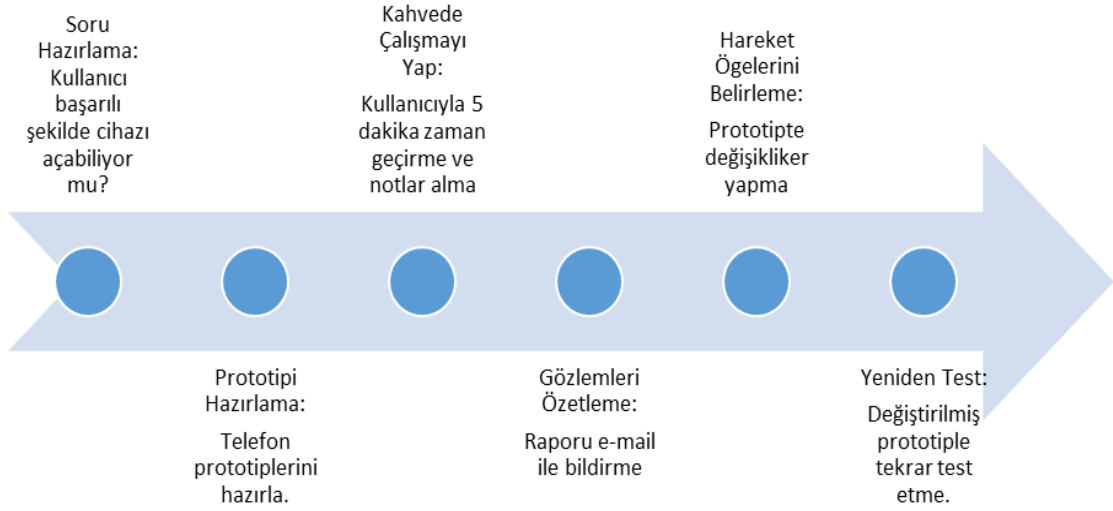 Soru
Hazırlama:
Kullanıcı
başarılı
şekilde cihazı
açabiliyor
mu?
Prototipi
Hazırlama:
Telefon
prototiplerini
hazırla.
Kahvede
Çalışmayı
Yap:
Kullanıcıyla 5
dakika zaman
geçirme ve
notlar alma
Gözlemleri
Özetleme:
Raporu e-mail
ile bildirme
Hareket
Ögelerini
Belirleme:
Prototipte
değişikliker
yapma
Yeniden Test:
Değiştirilmiş
prototiple
tekrar test
etme.